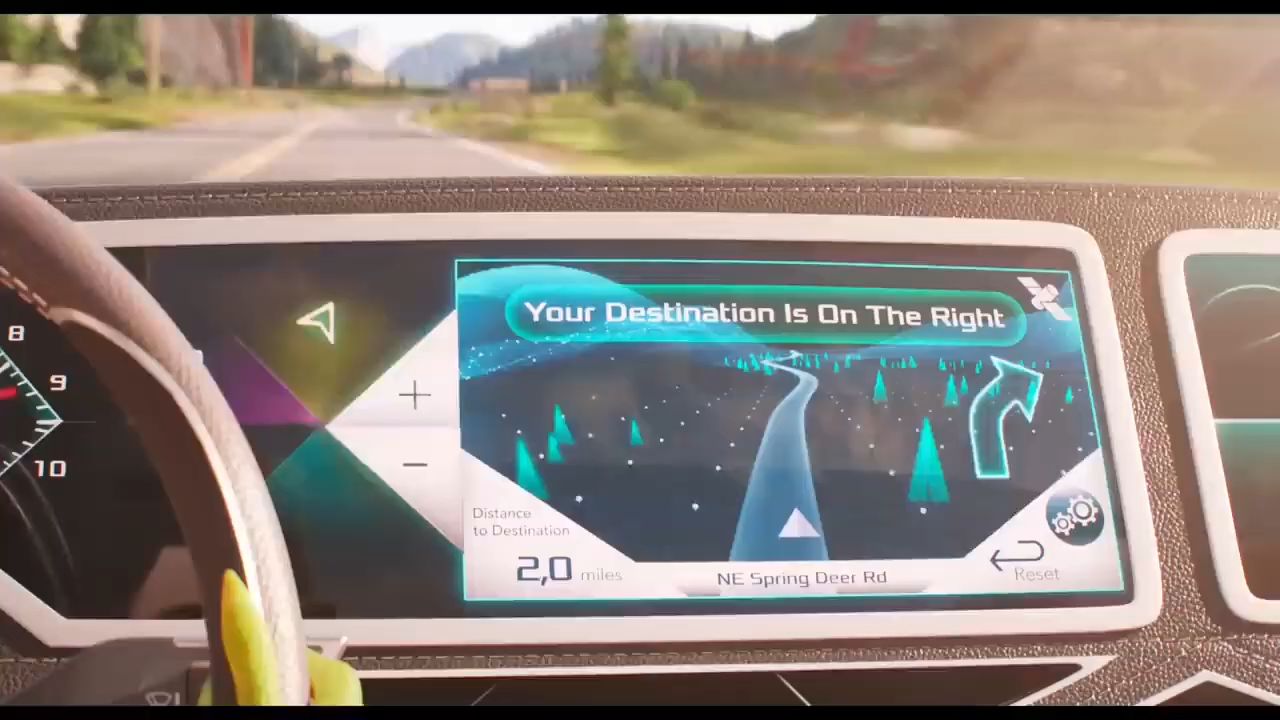 Your Destination Is On The Right
8
9
10
+
−
Distance
to Destination
2,0 miles
NE Spring Deer Rd
Reset